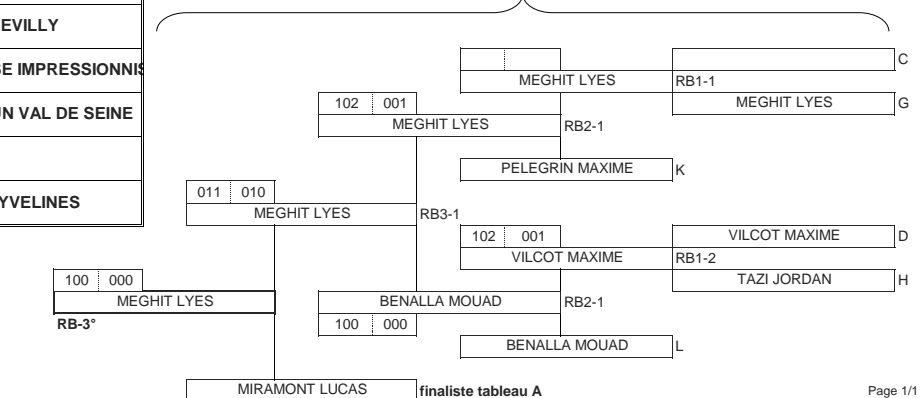 EVILLY
C
SE IMPRESSIONNIS
MEGHIT LYES RB1-1
102 001 MEGHIT LYES G
UN VAL DE SEINE
MEGHIT LYES RB2-1
PELEGRIN MAXIME K
YVELINES
011 010
MEGHIT LYES RB3-1
102 001 VILCOT MAXIME D
VILCOT MAXIME RB1-2
100 000 TAZI JORDAN H
MEGHIT LYES BENALLA MOUAD RB2-1
RB-3° 100 000
BENALLA MOUAD L
MIRAMONT LUCAS finaliste tableau A Page 1/1